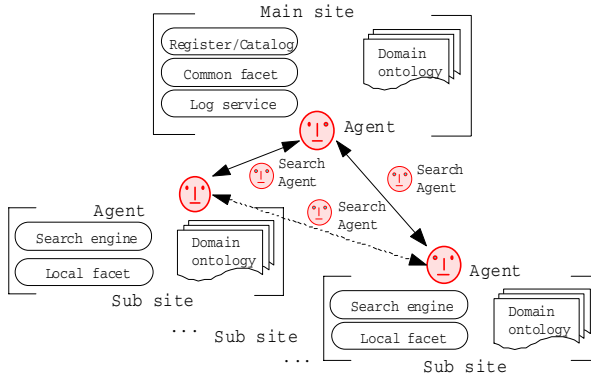 Main site
Register/Catalog
Common facet
Log service
Domain
ontology
Agent
Search
Agent
Search
Agent
Search
Agent
Agent
Search engine
Local facet
Domain
ontology
Sub site
Agent
Search engine
Local facet
Domain
ontology
... Sub site
...
Sub site